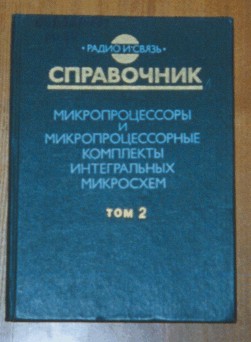 • РАДИО И СВЯЗЬ •
СПРАВОЧНИК
МИКРОПРОЦЕССОРЫ
И
МИКРОПРОЦЕССОРНЫЕ
КОМПЛЕКТЫ
ИНТЕГРАЛЬНЫХ
МИКРОСХЕМ
ТОМ 2